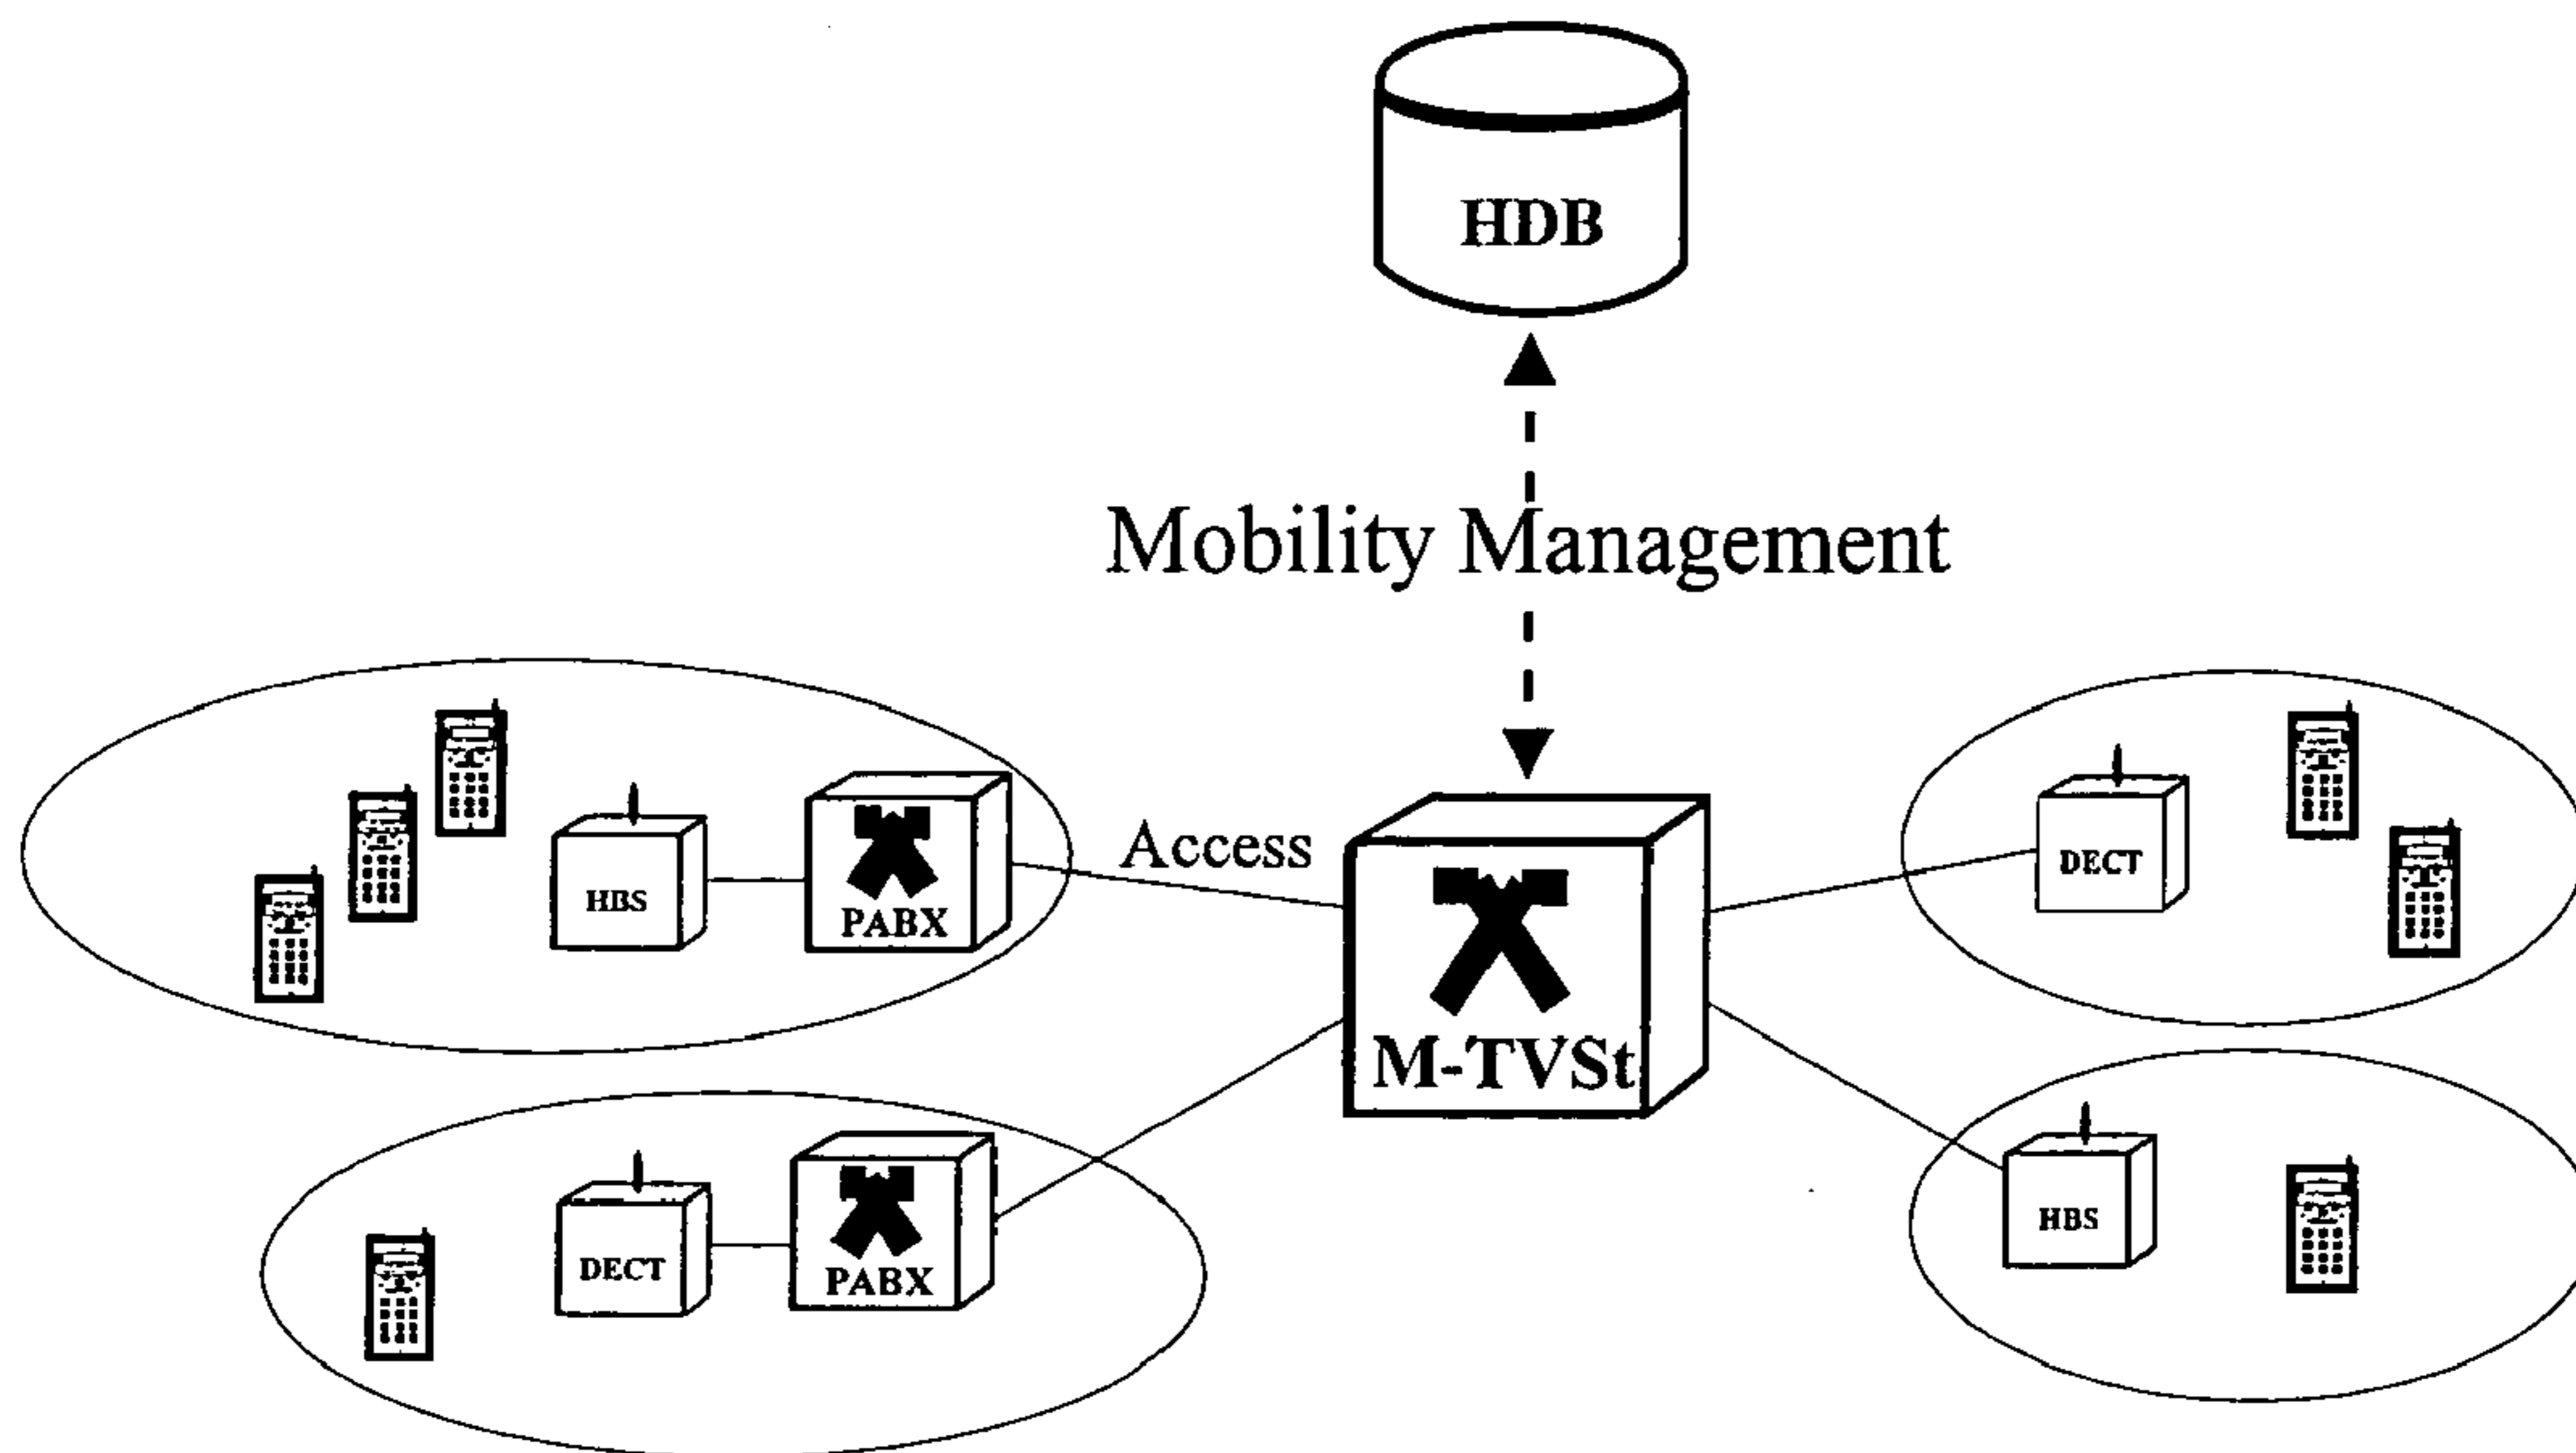 HDB
Mobility Management
Access
HBS
PABX
M-TVSt
DECT
DECT
PABX
HBS